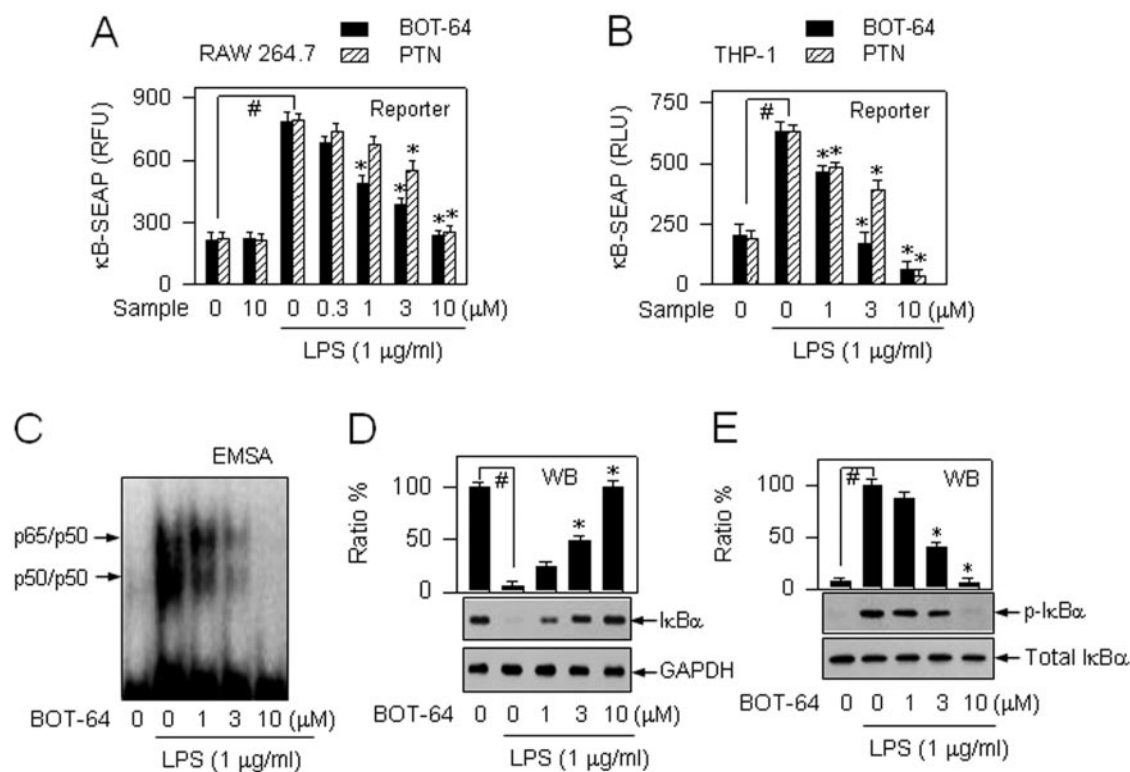 A
RAW 264.7
BOT-64
PTN
κB-SEAP (RFU)
900
600
300
0
#
Reporter
* * * * *
Sample 0 10 0 0.3 1 3 10 (μM)
LPS (1 μg/ml)
B
THP-1
BOT-64
PTN
κB-SEAP (RLU)
750
500
250
0
#
Reporter
* * * * * *
Sample 0 0 1 3 10 (μM)
LPS (1 μg/ml)
C
EMSA
p65/p50
p50/p50
BOT-64 0 0 1 3 10 (μM)
LPS (1 μg/ml)
D
WB
Ratio %
100
50
0
#
* *
IκBα
GAPDH
BOT-64 0 0 1 3 10 (μM)
LPS (1 μg/ml)
E
WB
Ratio %
100
50
0
#
* *
p-IκBα
Total IκBα
BOT-64 0 0 1 3 10 (μM)
LPS (1 μg/ml)